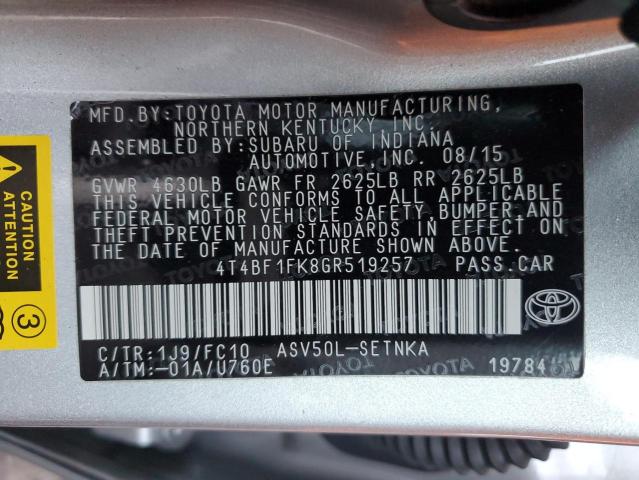 MFD.BY:TOYOTA MOTOR MANUFACTURING,
NORTHERN KENTUCKY INC.
ASSEMBLED BY:SUBARU OF INDIANA
AUTOMOTIVE,INC. 08/15
GVWR 4630LB GAWR FR 2625LB RR 2625LB
THIS VEHICLE CONFORMS TO ALL APPLICABLE
FEDERAL MOTOR VEHICLE SAFETY,BUMPER,AND
THEFT PREVENTION STANDARDS IN EFFECT ON
THE DATE OF MANUFACTURE SHOWN ABOVE.
4T4BF1FK8GR519257 PASS.CAR
C/TR:1J9/FC10 ASV50L-SETNKA
A/TM:-01A/U760E 19784
TOYOTA
CAUTION
ATTENTION
3